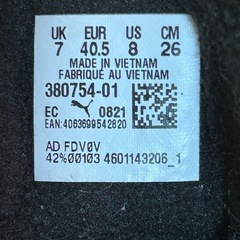 UK EUR US CM
7 40.5 8 26
MADE IN VIETNAM
FABRIQUÉ AU VIETNAM
380754-01
EC 0821
EAN:4063699542820
AD FDV0V
42%00103 4601143206_1